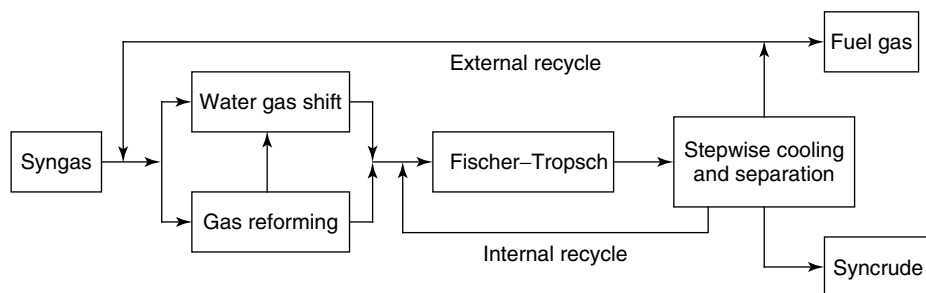 Fuel gas
External recycle
Water gas shift
Syngas
Fischer–Tropsch
Stepwise cooling
and separation
Gas reforming
Internal recycle
Syncrude